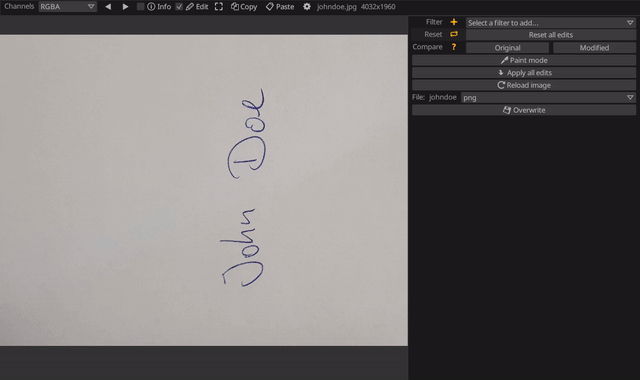 Channels RGBA Info Edit Copy Paste johndoe.jpg 4032x1960
Filter Select a filter to add...
Reset Reset all edits
Compare ? Original Modified
Paint mode
Apply all edits
Reload image
File: johndoe png
Overwrite
John Doe